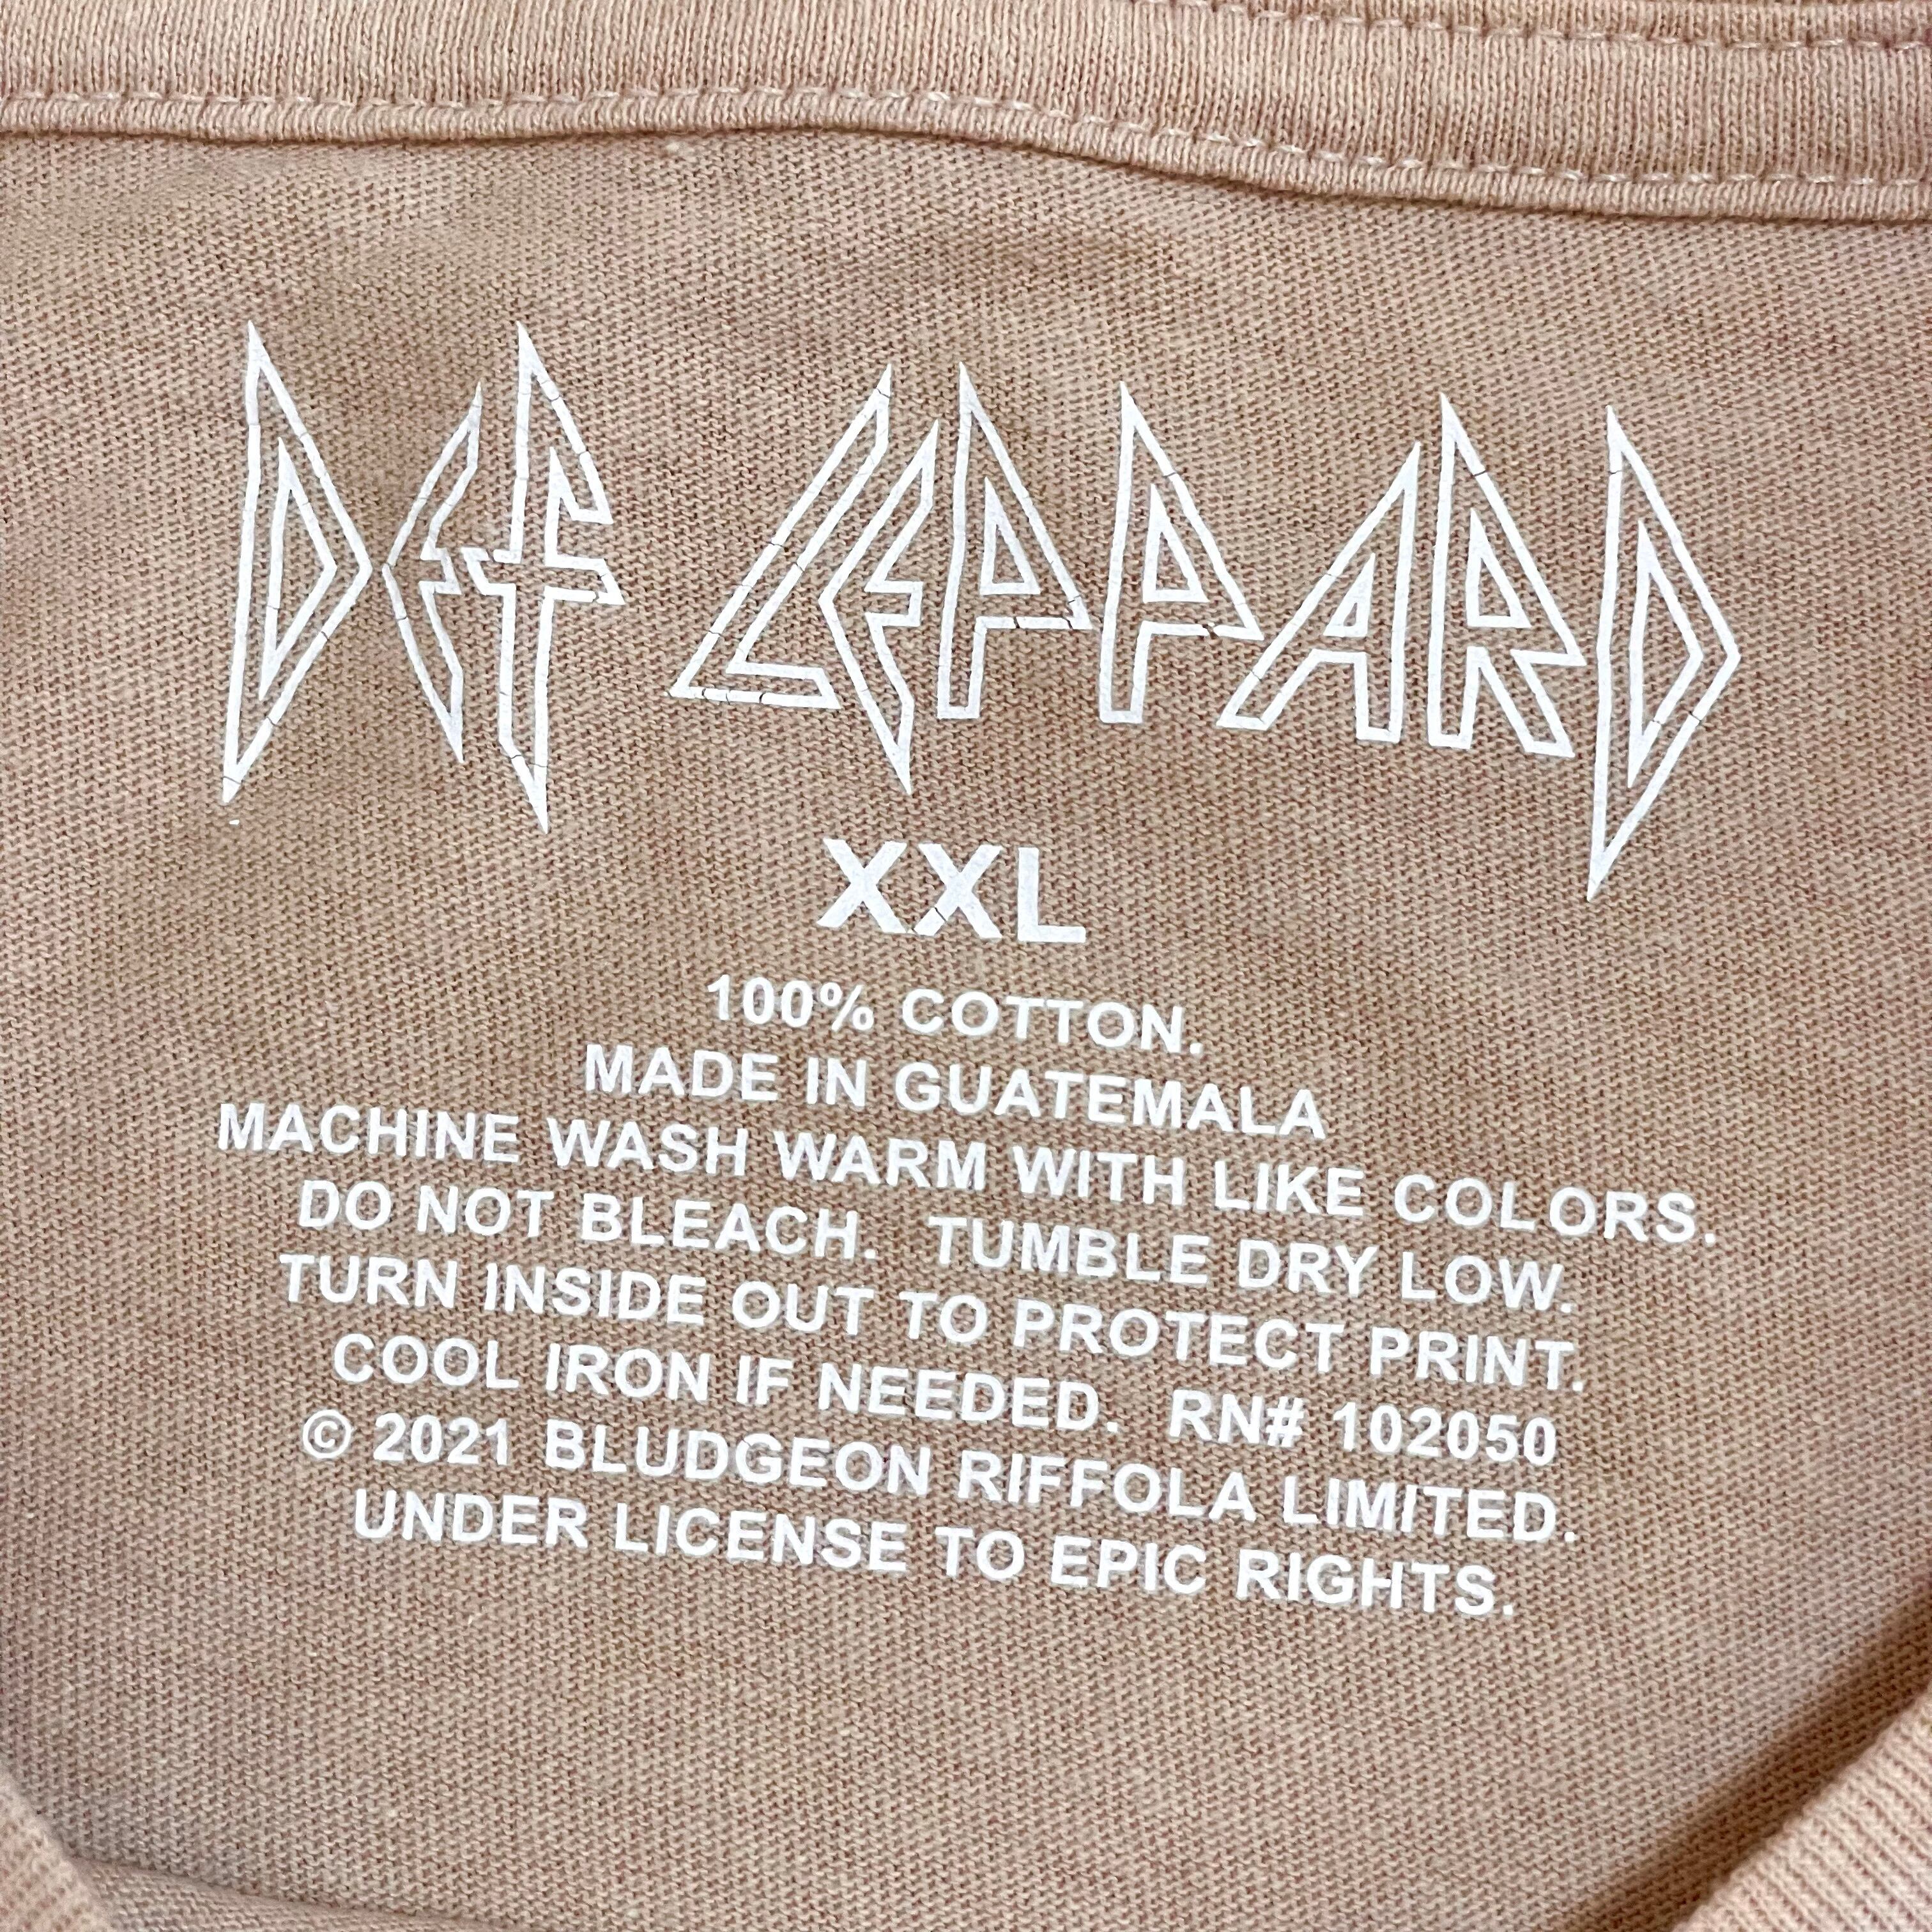 DEF LEPPARD
XXL
100% COTTON.
MADE IN GUATEMALA
MACHINE WASH WARM WITH LIKE COLORS.
DO NOT BLEACH. TUMBLE DRY LOW.
TURN INSIDE OUT TO PROTECT PRINT.
COOL IRON IF NEEDED. RN# 102050
© 2021 BLUDGEON RIFFOLA LIMITED.
UNDER LICENSE TO EPIC RIGHTS.